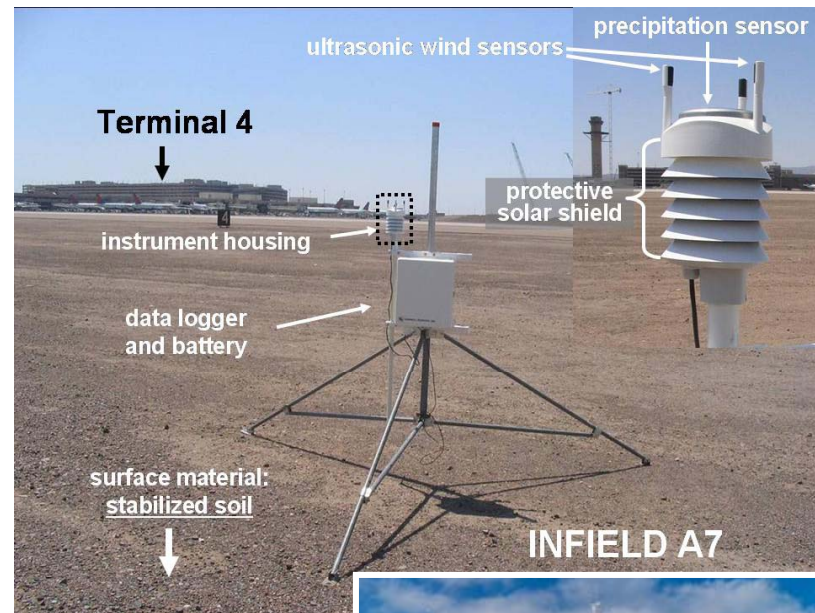 precipitation sensor
ultrasonic wind sensors
Terminal 4
protective
solar shield
4
instrument housing
data logger
and battery
surface material:
stabilized soil
INFIELD A7